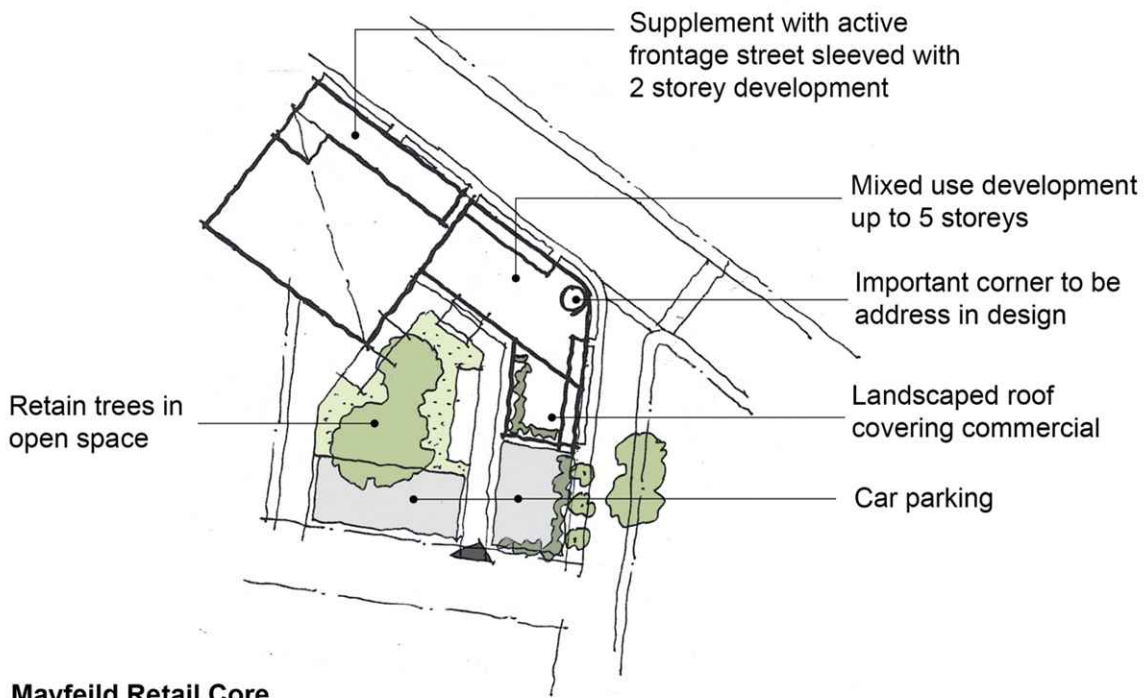 Supplement with active
frontage street sleeved with
2 storey development
Mixed use development
up to 5 storeys
Important corner to be
address in design
Retain trees in
open space
Landscaped roof
covering commercial
Car parking
Mayfeild Retail Core